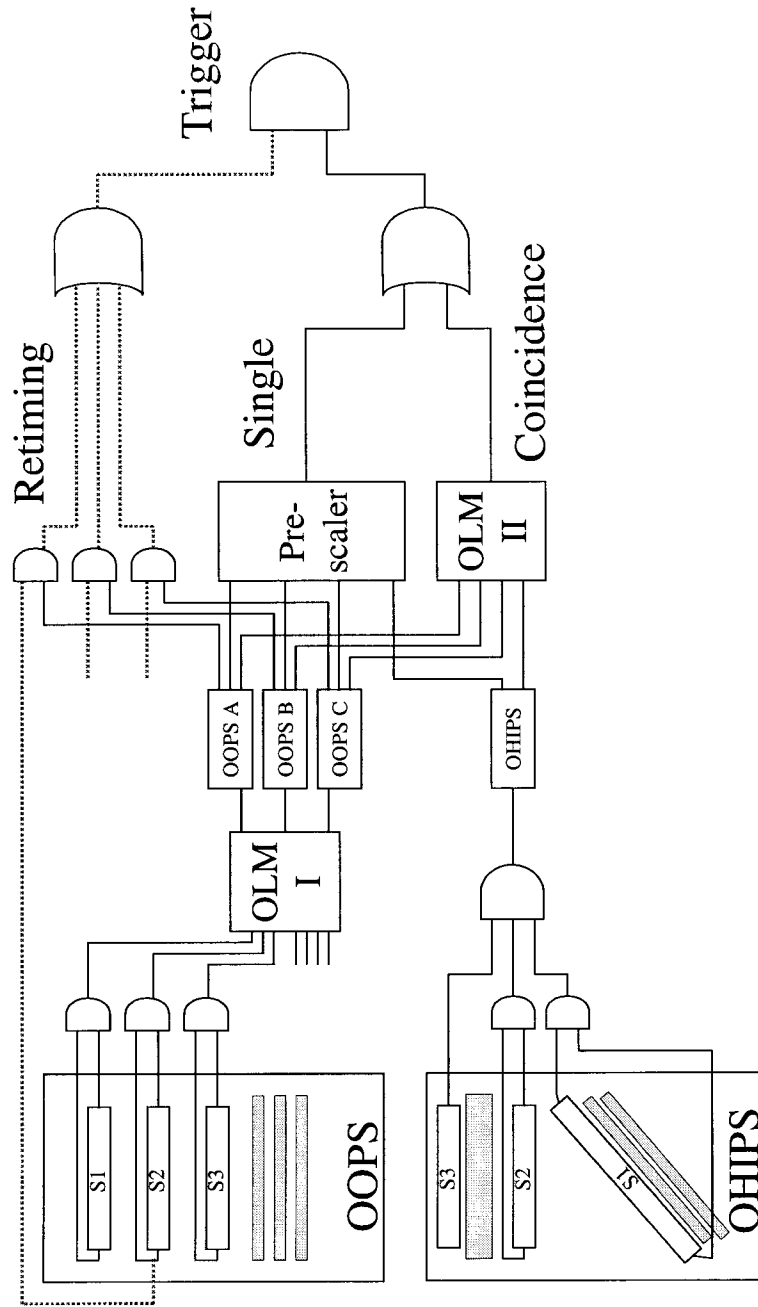 Retiming
Trigger
Single
Coincidence
Pre-
scaler
OLM
II
OOPS A
OOPS B
OOPS C
OHIPS
OLM
I
S1
S2
S3
OOPS
S3
S2
S1
OHIPS